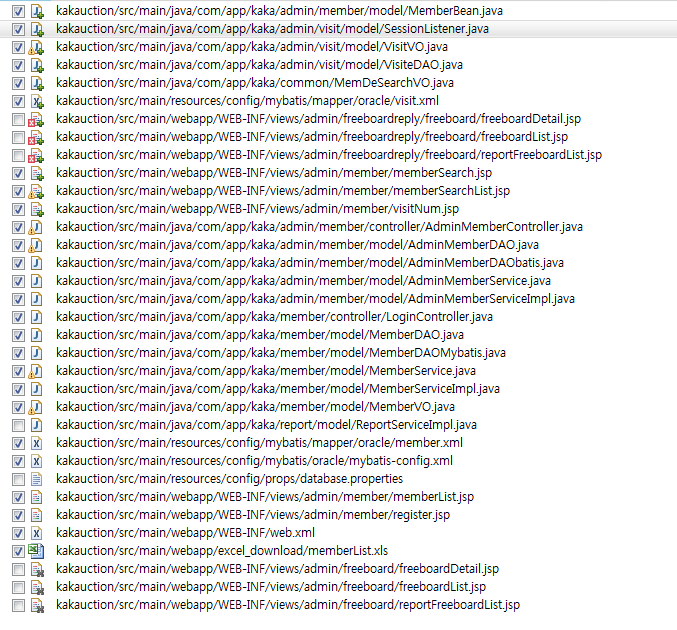 kakauction/src/main/java/com/app/kaka/admin/member/model/MemberBean.java
kakauction/src/main/java/com/app/kaka/admin/visit/model/SessionListener.java
kakauction/src/main/java/com/app/kaka/admin/visit/model/VisitVO.java
kakauction/src/main/java/com/app/kaka/admin/visit/model/VisiteDAO.java
kakauction/src/main/java/com/app/kaka/common/MemDeSearchVO.java
kakauction/src/main/resources/config/mybatis/mapper/oracle/visit.xml
kakauction/src/main/webapp/WEB-INF/views/admin/freeboardreply/freeboard/freeboardDetail.jsp
kakauction/src/main/webapp/WEB-INF/views/admin/freeboardreply/freeboard/freeboardList.jsp
kakauction/src/main/webapp/WEB-INF/views/admin/freeboardreply/freeboard/reportFreeboardList.jsp
kakauction/src/main/webapp/WEB-INF/views/admin/member/memberSearch.jsp
kakauction/src/main/webapp/WEB-INF/views/admin/member/memberSearchList.jsp
kakauction/src/main/webapp/WEB-INF/views/admin/member/visitNum.jsp
kakauction/src/main/java/com/app/kaka/admin/member/controller/AdminMemberController.java
kakauction/src/main/java/com/app/kaka/admin/member/model/AdminMemberDAO.java
kakauction/src/main/java/com/app/kaka/admin/member/model/AdminMemberDAObatis.java
kakauction/src/main/java/com/app/kaka/admin/member/model/AdminMemberService.java
kakauction/src/main/java/com/app/kaka/admin/member/model/AdminMemberServiceImpl.java
kakauction/src/main/java/com/app/kaka/member/controller/LoginController.java
kakauction/src/main/java/com/app/kaka/member/model/MemberDAO.java
kakauction/src/main/java/com/app/kaka/member/model/MemberDAOMybatis.java
kakauction/src/main/java/com/app/kaka/member/model/MemberService.java
kakauction/src/main/java/com/app/kaka/member/model/MemberServiceImpl.java
kakauction/src/main/java/com/app/kaka/member/model/MemberVO.java
kakauction/src/main/java/com/app/kaka/report/model/ReportServiceImpl.java
kakauction/src/main/resources/config/mybatis/mapper/oracle/member.xml
kakauction/src/main/resources/config/mybatis/oracle/mybatis-config.xml
kakauction/src/main/resources/config/props/database.properties
kakauction/src/main/webapp/WEB-INF/views/admin/member/memberList.jsp
kakauction/src/main/webapp/WEB-INF/views/admin/member/register.jsp
kakauction/src/main/webapp/WEB-INF/web.xml
kakauction/src/main/webapp/excel_download/memberList.xls
kakauction/src/main/webapp/WEB-INF/views/admin/freeboard/freeboardDetail.jsp
kakauction/src/main/webapp/WEB-INF/views/admin/freeboard/freeboardList.jsp
kakauction/src/main/webapp/WEB-INF/views/admin/freeboard/reportFreeboardList.jsp